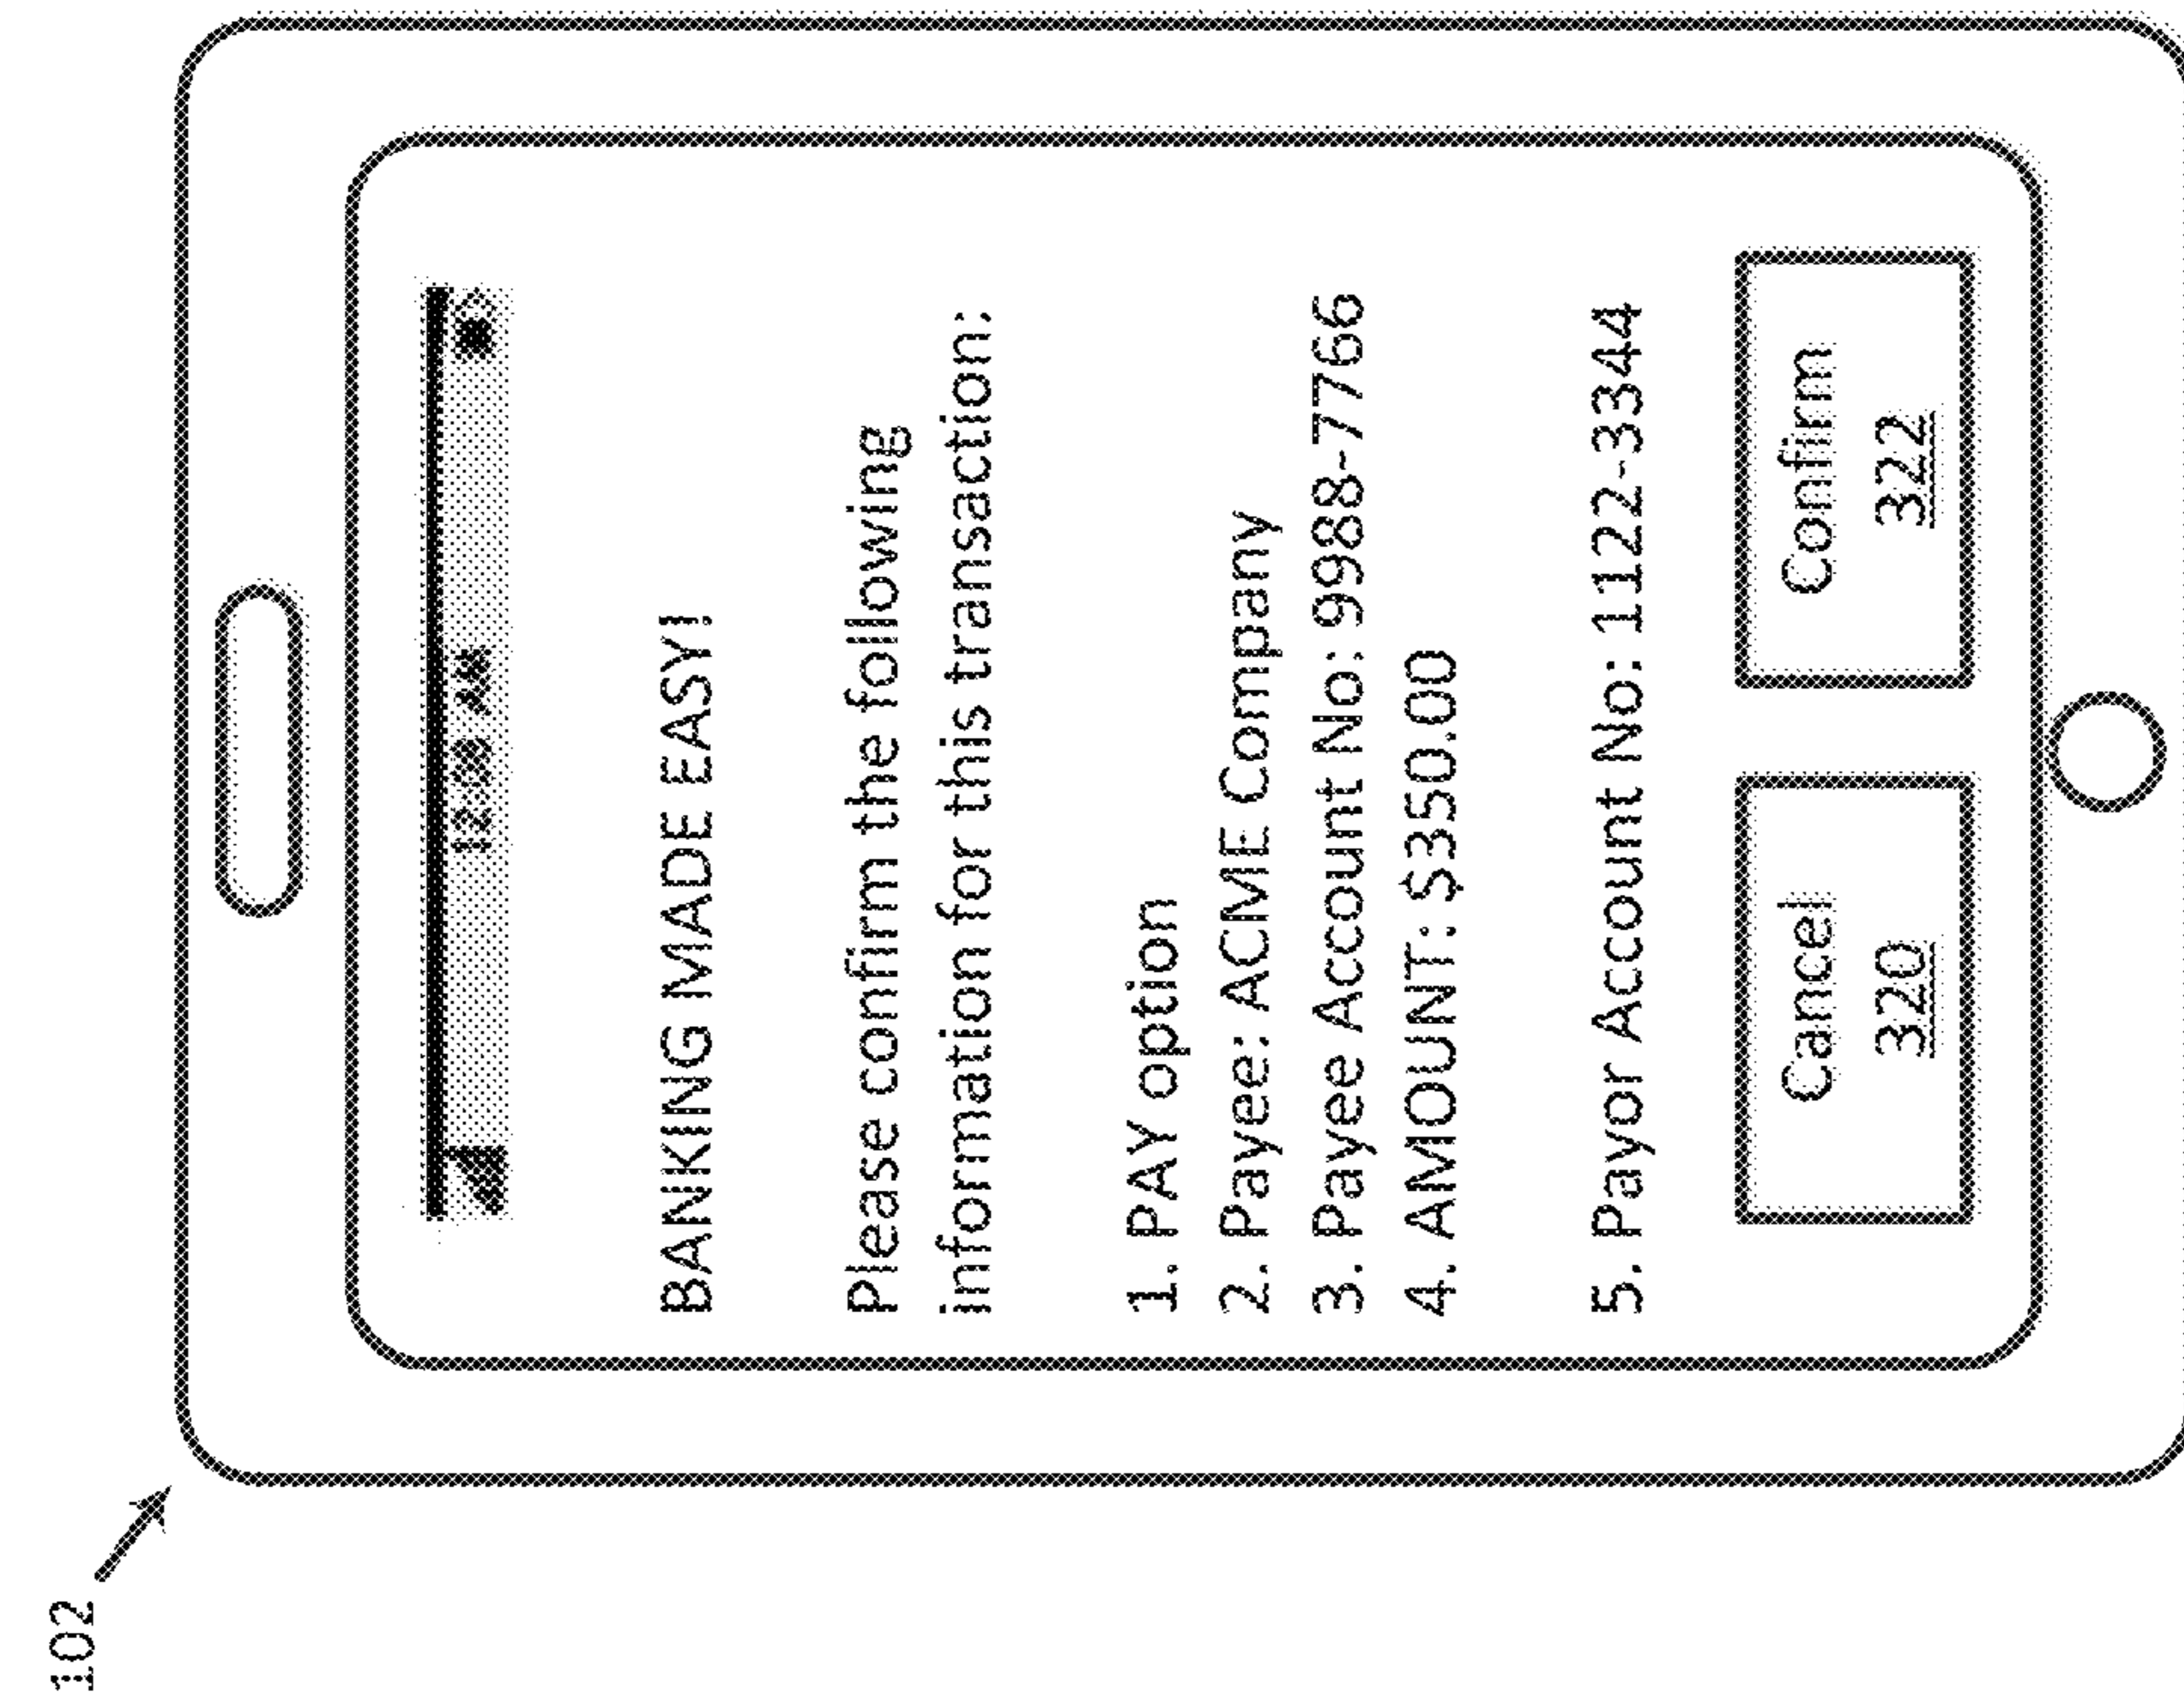 102
BANKING MADE EASY!
Please confirm the following
information for this transaction:
1. PAY option
2. Payee: ACME Company
3. Payee Account No: 9988-7766
4. AMOUNT: $350.00
5. Payor Account No: 1122-3344
Cancel
320
Confirm
322